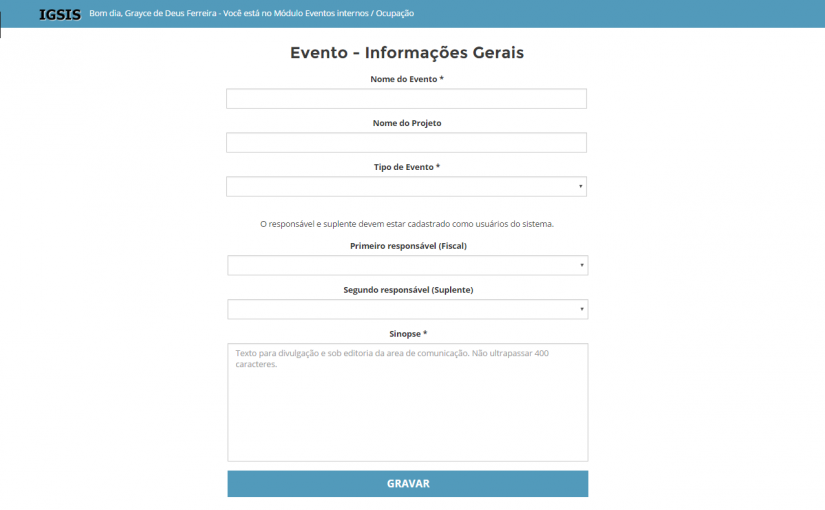 IGSIS Bom dia, Grayce de Deus Ferreira - Você está no Módulo Eventos internos / Ocupação
Evento - Informações Gerais
Nome do Evento *
Nome do Projeto
Tipo de Evento *
O responsável e suplente devem estar cadastrado como usuários do sistema.
Primeiro responsável (Fiscal)
Segundo responsável (Suplente)
Sinopse *
Texto para divulgação e sob editoria da area de comunicação. Não ultrapassar 400
caracteres.
GRAVAR